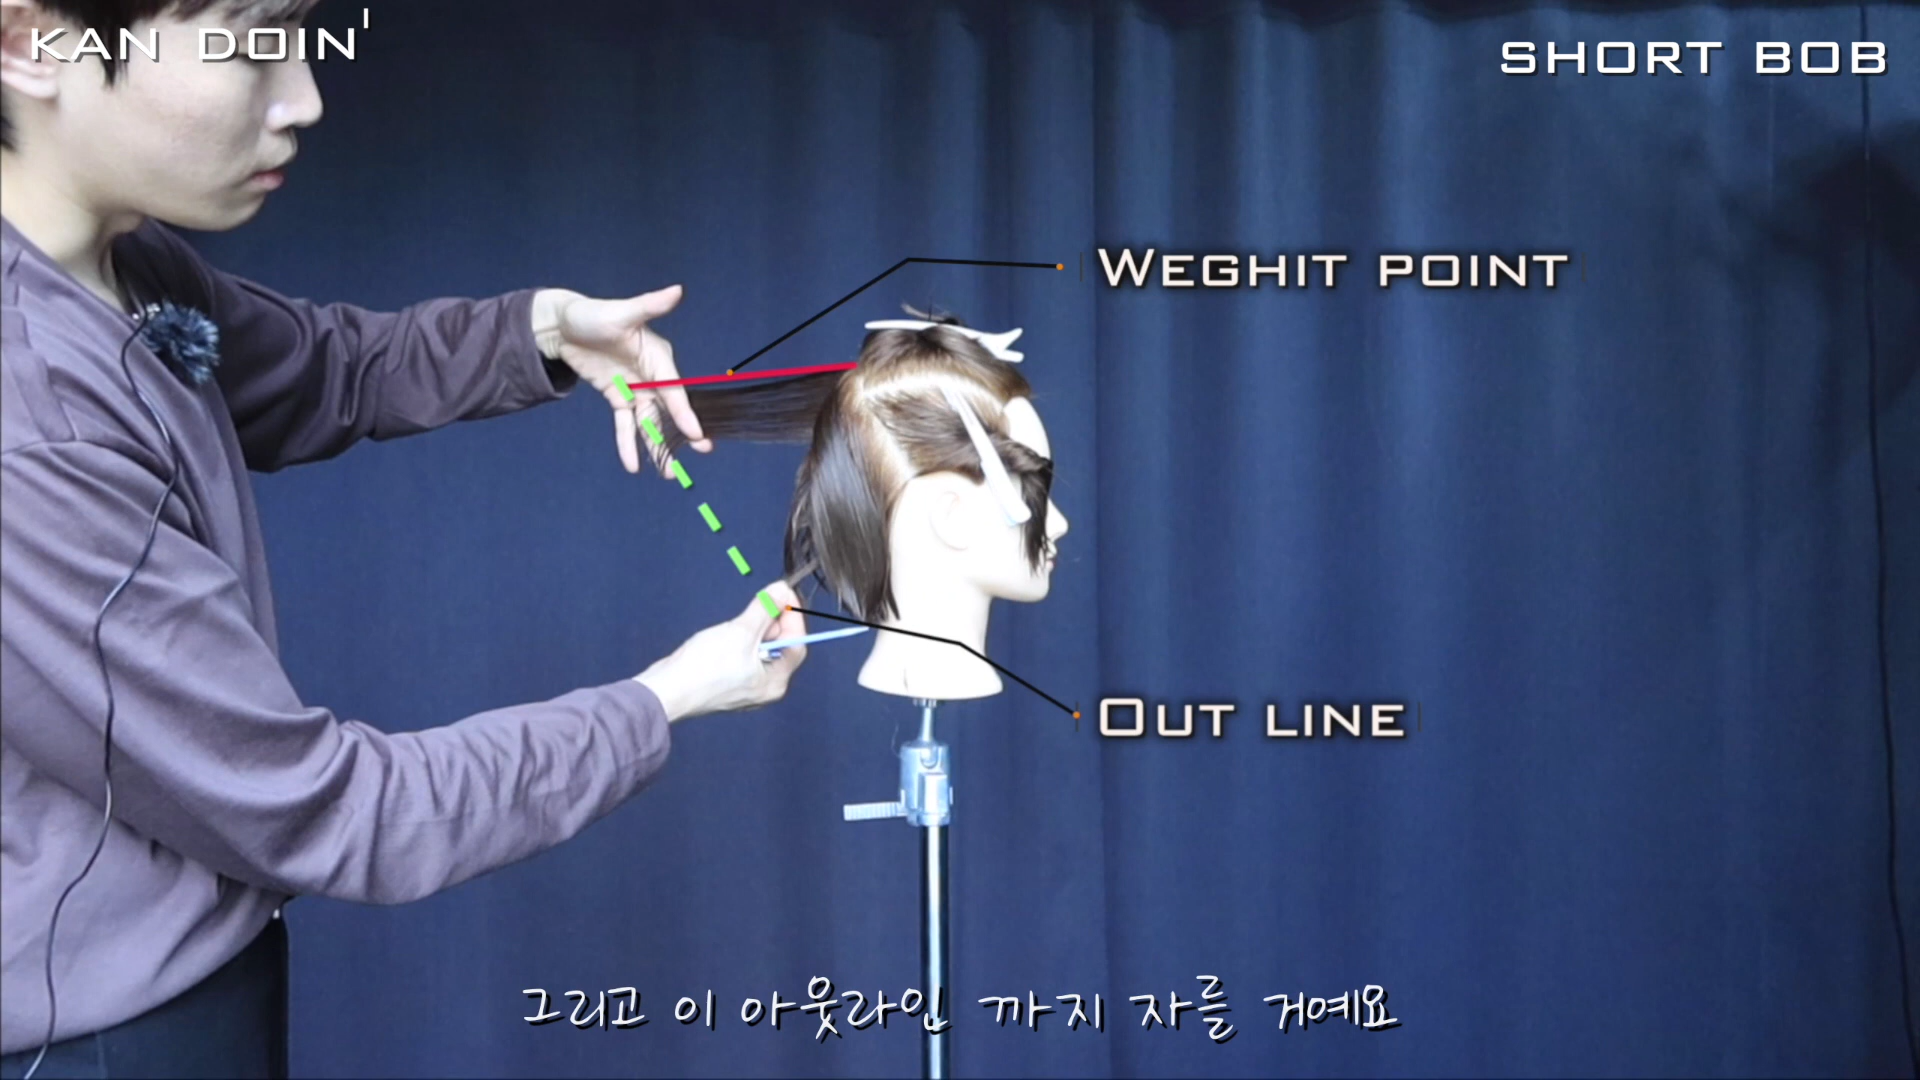 KAN DOIN'
SHORT BOB
WEGHIT POINT
OUT LINE
그리고 이 아웃라인 까지 자를 거예요